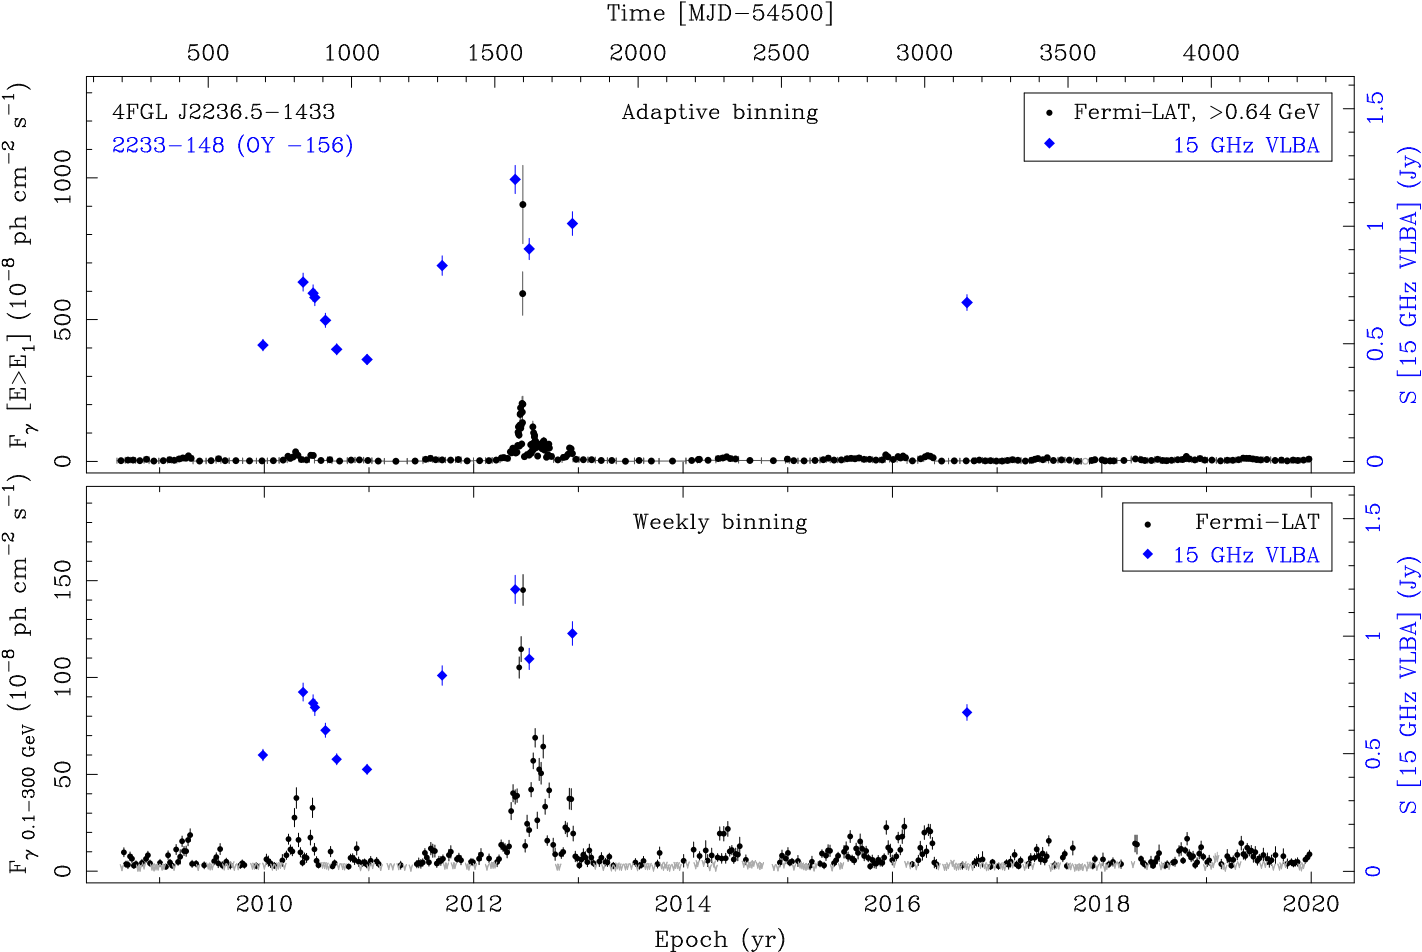 Time [MJD−54500]
500 1000 1500 2000 2500 3000 3500 4000
4FGL J2236.5−1433
2233−148 (OY −156)
Adaptive binning
Fermi−LAT, >0.64 GeV
15 GHz VLBA
F_γ [E>E_1] (10^−8 ph cm^−2 s^−1)
0 500 1000
S [15 GHz VLBA] (Jy)
0 0.5 1 1.5
Weekly binning
Fermi−LAT
15 GHz VLBA
F_γ 0.1−300 GeV (10^−8 ph cm^−2 s^−1)
0 50 100 150
S [15 GHz VLBA] (Jy)
0 0.5 1 1.5
2010 2012 2014 2016 2018 2020
Epoch (yr)